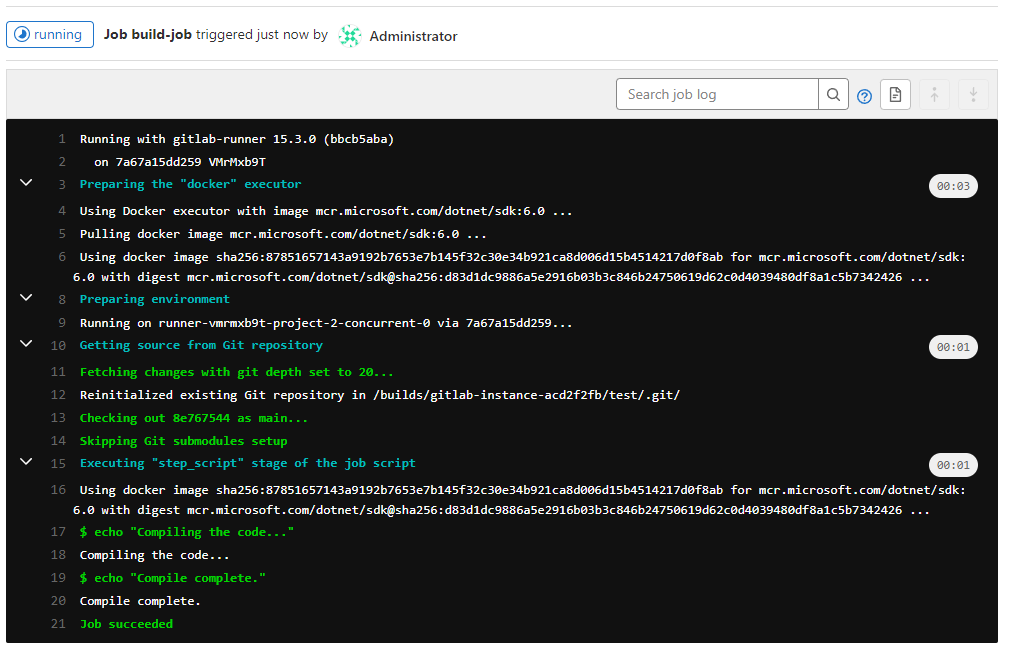 running Job build-job triggered just now by Administrator
Search job log
1 Running with gitlab-runner 15.3.0 (bbcb5aba)
2 on 7a67a15dd259 VMrMxb9T
3 Preparing the "docker" executor 00:03
4 Using Docker executor with image mcr.microsoft.com/dotnet/sdk:6.0 ...
5 Pulling docker image mcr.microsoft.com/dotnet/sdk:6.0 ...
6 Using docker image sha256:87851657143a9192b7653e7b145f32c30e34b921ca8d006d15b4514217d0f8ab for mcr.microsoft.com/dotnet/sdk:
6.0 with digest mcr.microsoft.com/dotnet/sdk@sha256:d83d1dc9886a5e2916b03b3c846b24750619d62c0d4039480df8a1c5b7342426 ...
8 Preparing environment
9 Running on runner-vmrmxb9t-project-2-concurrent-0 via 7a67a15dd259...
10 Getting source from Git repository 00:01
11 Fetching changes with git depth set to 20...
12 Reinitialized existing Git repository in /builds/gitlab-instance-acd2f2fb/test/.git/
13 Checking out 8e767544 as main...
14 Skipping Git submodules setup
15 Executing "step_script" stage of the job script 00:01
16 Using docker image sha256:87851657143a9192b7653e7b145f32c30e34b921ca8d006d15b4514217d0f8ab for mcr.microsoft.com/dotnet/sdk:
6.0 with digest mcr.microsoft.com/dotnet/sdk@sha256:d83d1dc9886a5e2916b03b3c846b24750619d62c0d4039480df8a1c5b7342426 ...
17 $ echo "Compiling the code..."
18 Compiling the code...
19 $ echo "Compile complete."
20 Compile complete.
21 Job succeeded